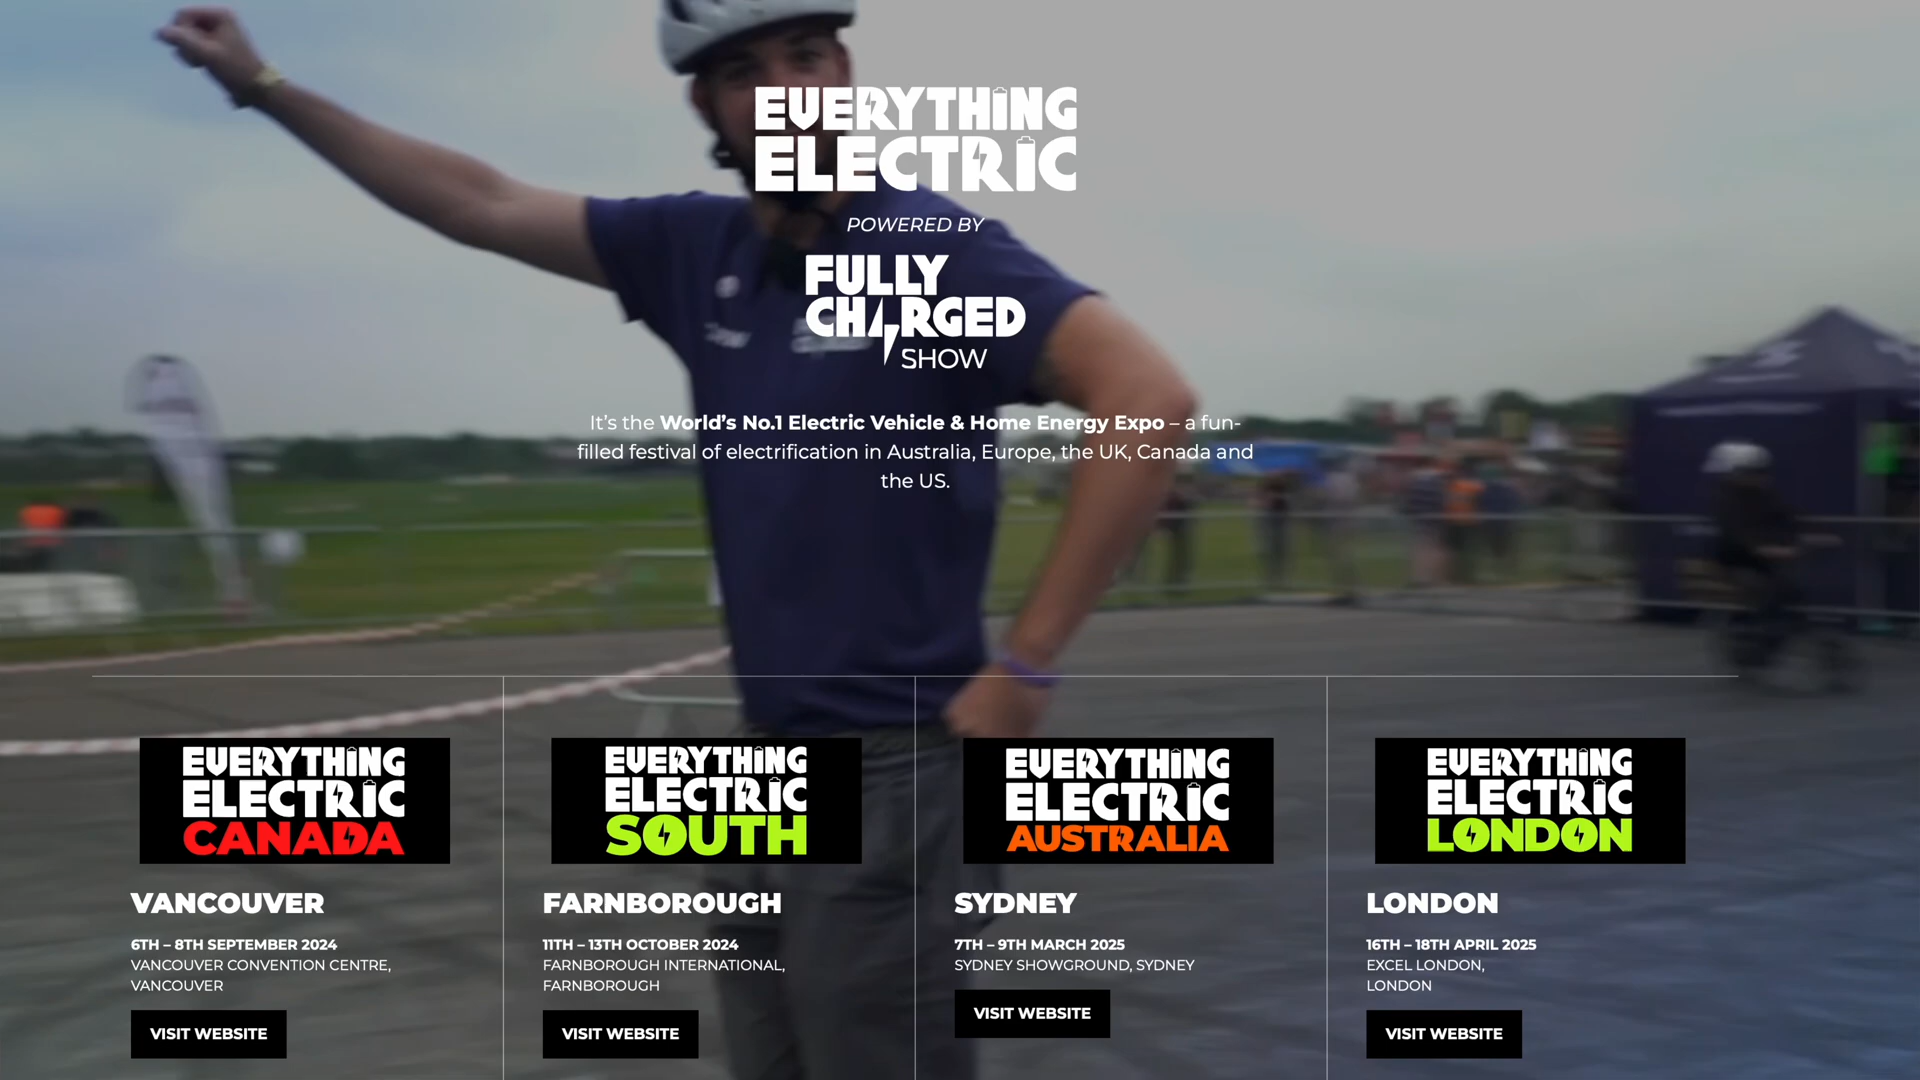 EVERYTHING
ELECTRIC
POWERED BY
FULLY
CHARGED
SHOW
It's the World's No.1 Electric Vehicle & Home Energy Expo – a fun-
filled festival of electrification in Australia, Europe, the UK, Canada and
the US.
EVERYTHING
ELECTRIC
CANADA
VANCOUVER
6TH – 8TH SEPTEMBER 2024
VANCOUVER CONVENTION CENTRE,
VANCOUVER
VISIT WEBSITE
EVERYTHING
ELECTRIC
SOUTH
FARNBOROUGH
11TH – 13TH OCTOBER 2024
FARNBOROUGH INTERNATIONAL,
FARNBOROUGH
VISIT WEBSITE
EVERYTHING
ELECTRIC
AUSTRALIA
SYDNEY
7TH – 9TH MARCH 2025
SYDNEY SHOWGROUND, SYDNEY
VISIT WEBSITE
EVERYTHING
ELECTRIC
LONDON
LONDON
16TH – 18TH APRIL 2025
EXCEL LONDON,
LONDON
VISIT WEBSITE